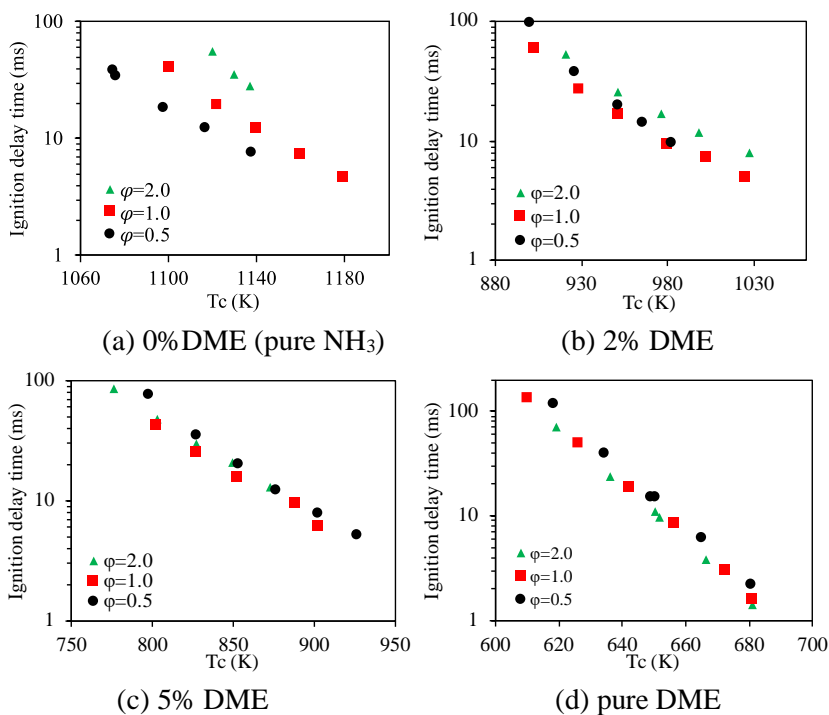 100
10
1
Ignition delay time (ms)
φ=2.0
φ=1.0
φ=0.5
1060 1100 1140 1180
Tc (K)
(a) 0%DME (pure NH₃)
100
10
1
Ignition delay time (ms)
φ=2.0
φ=1.0
φ=0.5
880 930 980 1030
Tc (K)
(b) 2% DME
100
10
1
Ignition delay time (ms)
φ=2.0
φ=1.0
φ=0.5
750 800 850 900 950
Tc (K)
(c) 5% DME
100
10
1
Ignition delay time (ms)
φ=2.0
φ=1.0
φ=0.5
600 620 640 660 680 700
Tc (K)
(d) pure DME